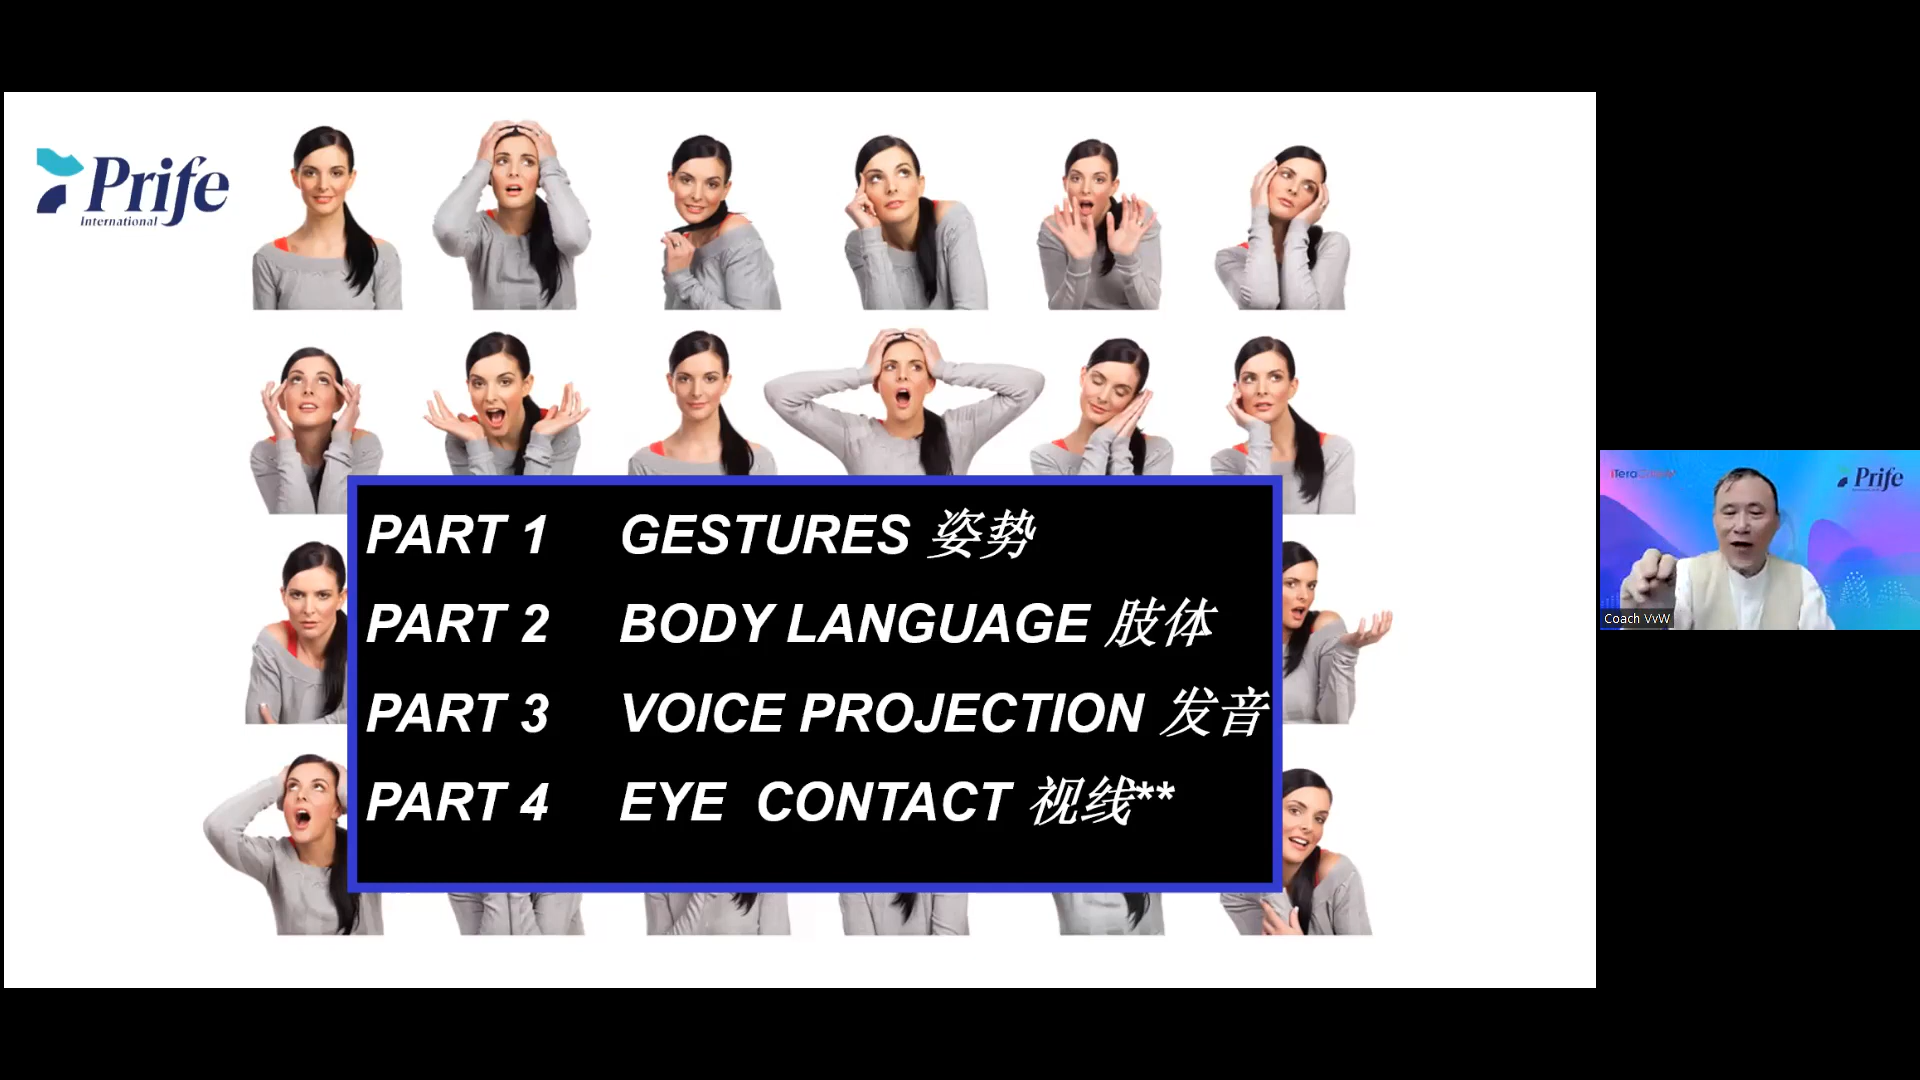 Prife
International
PART 1 GESTURES 姿势
PART 2 BODY LANGUAGE 肢体
PART 3 VOICE PROJECTION 发音
PART 4 EYE CONTACT 视线**
Prife
Coach VvW